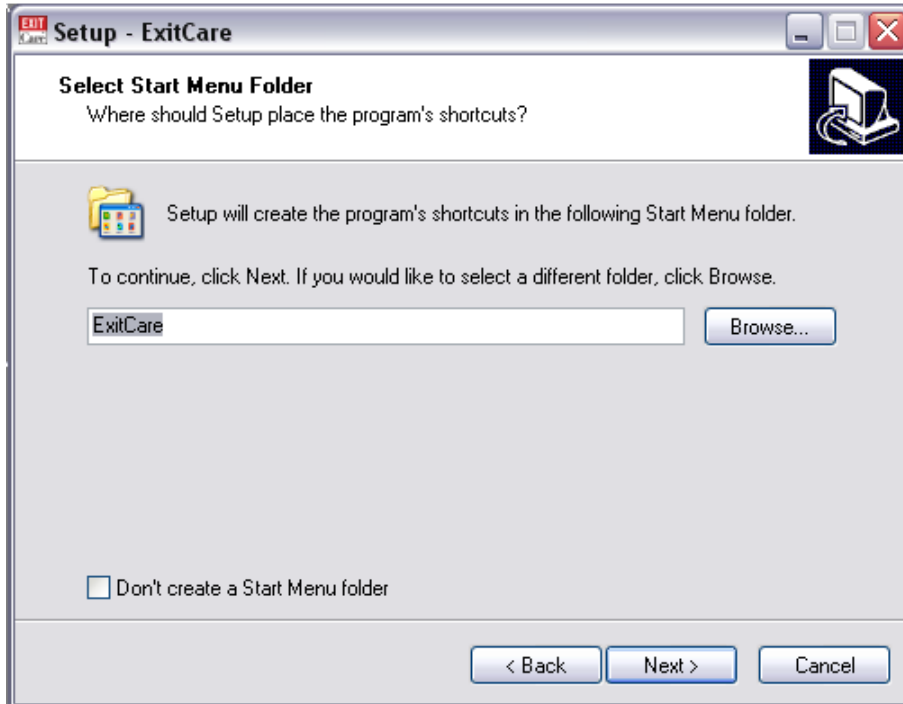 EXIT
Care
Setup - ExitCare
Select Start Menu Folder
Where should Setup place the program's shortcuts?
Setup will create the program's shortcuts in the following Start Menu folder.
To continue, click Next. If you would like to select a different folder, click Browse.
ExitCare
Browse...
Don't create a Start Menu folder
< Back
Next >
Cancel